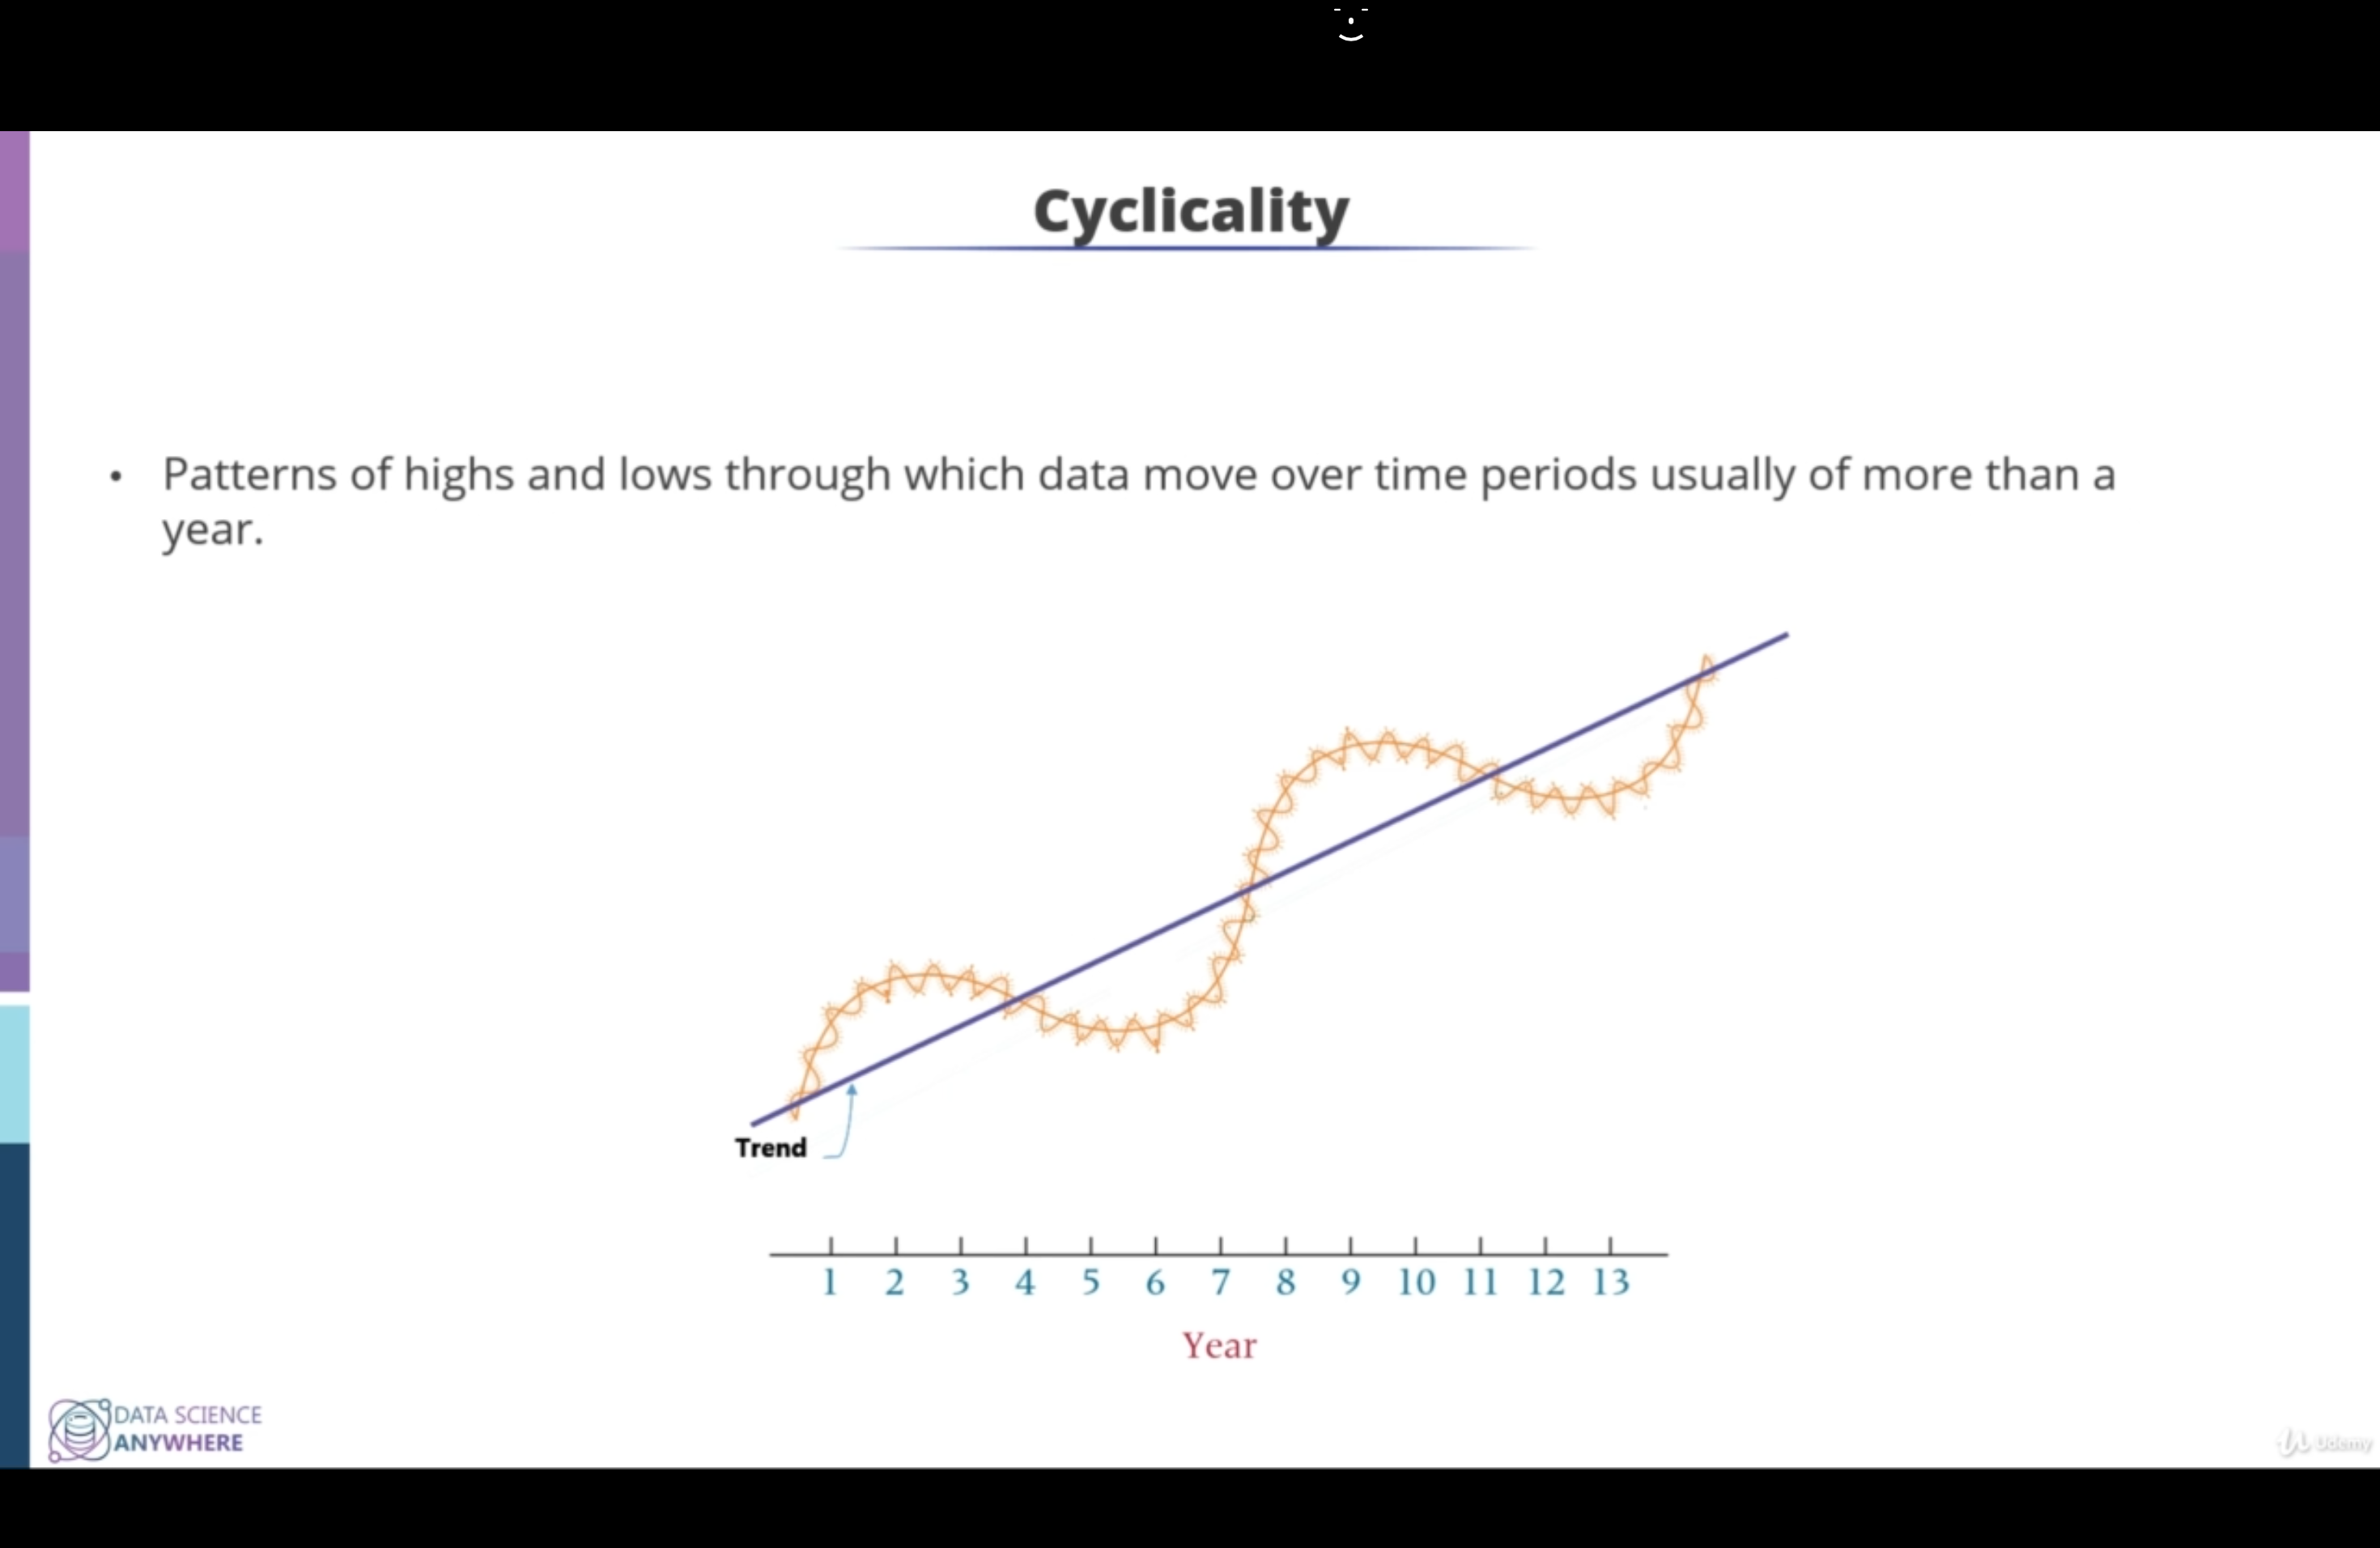 Cyclicality
• Patterns of highs and lows through which data move over time periods usually of more than a
year.
Trend
1 2 3 4 5 6 7 8 9 10 11 12 13
Year
DATA SCIENCE
ANYWHERE
Udemy